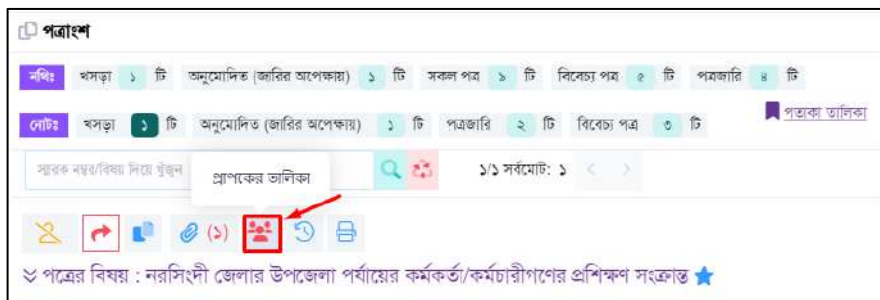 পত্রাংশ
নথিঃ খসড়া ১ টি অনুমোদিত (জারির অপেক্ষায়) ১ টি সকল পত্র ৯ টি বিবেচ্য পত্র ৫ টি পত্রজারি ৪ টি
নোটঃ খসড়া ১ টি অনুমোদিত (জারির অপেক্ষায়) ১ টি পত্রজারি ২ টি বিবেচ্য পত্র ৩ টি পতাকা তালিকা
স্মারক নম্বর/বিষয় দিয়ে খুঁজুন প্রাপকের তালিকা ১/১ সর্বমোট: ১
(১)
পত্রের বিষয় : নরসিংদী জেলার উপজেলা পর্যায়ের কর্মকর্তা/কর্মচারীগণের প্রশিক্ষণ সংক্রান্ত